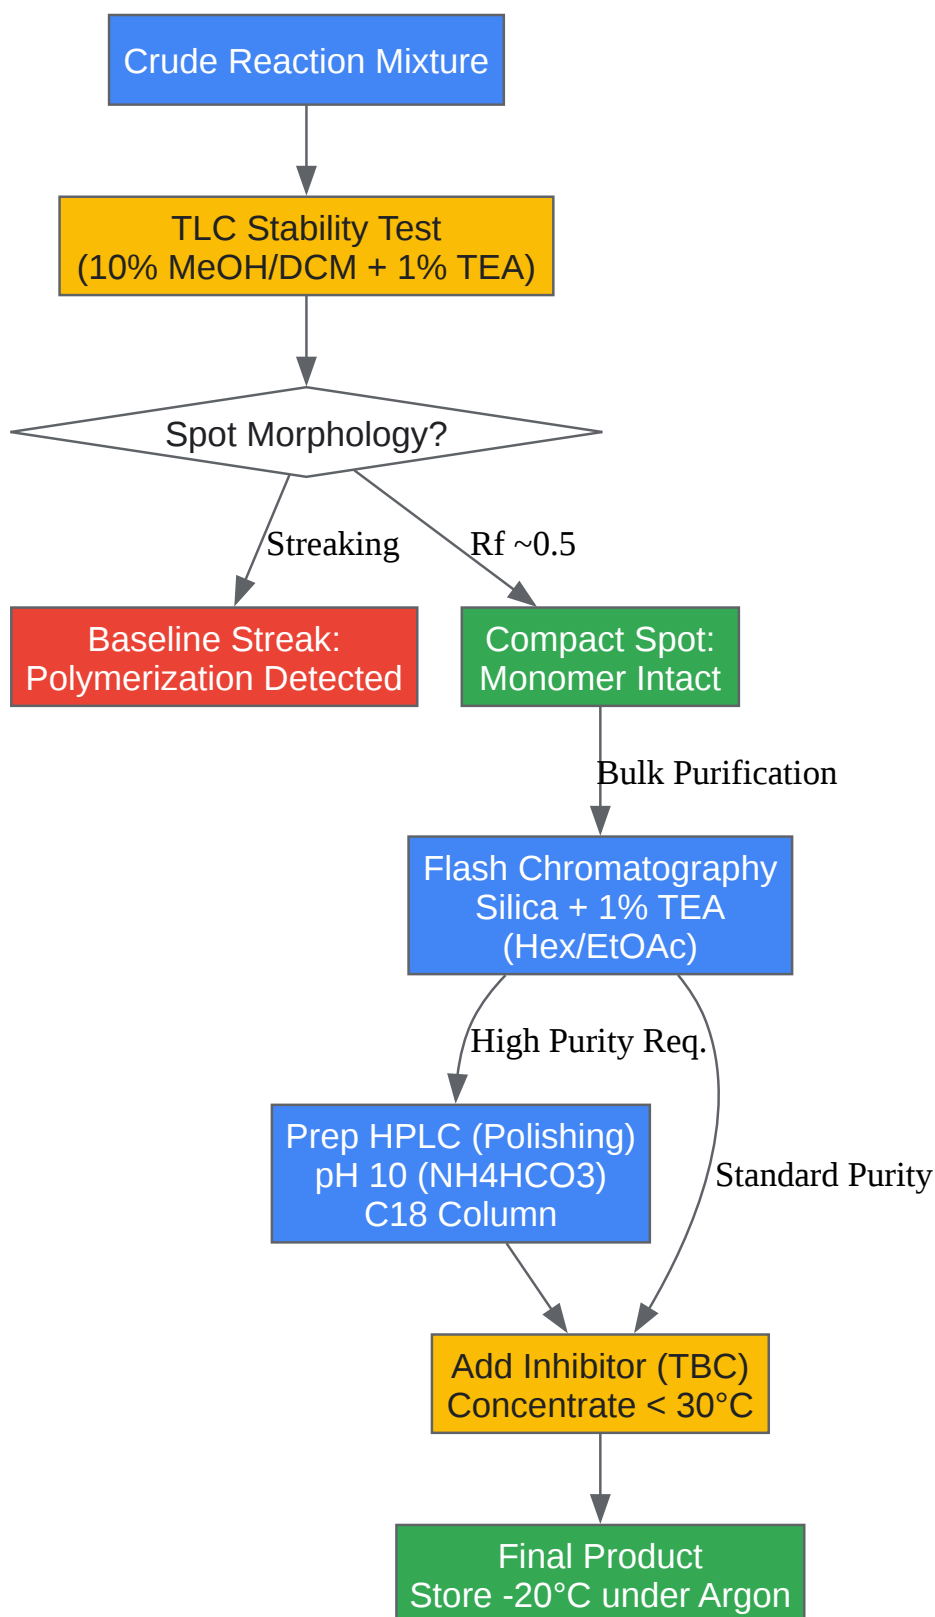 Crude Reaction Mixture
TLC Stability Test
(10% MeOH/DCM + 1% TEA)
Spot Morphology?
Streaking
Rf ~0.5
Baseline Streak:
Polymerization Detected
Compact Spot:
Monomer Intact
Bulk Purification
Flash Chromatography
Silica + 1% TEA
(Hex/EtOAc)
High Purity Req.
Prep HPLC (Polishing)
pH 10 (NH4HCO3)
C18 Column
Standard Purity
Add Inhibitor (TBC)
Concentrate < 30°C
Final Product
Store -20°C under Argon